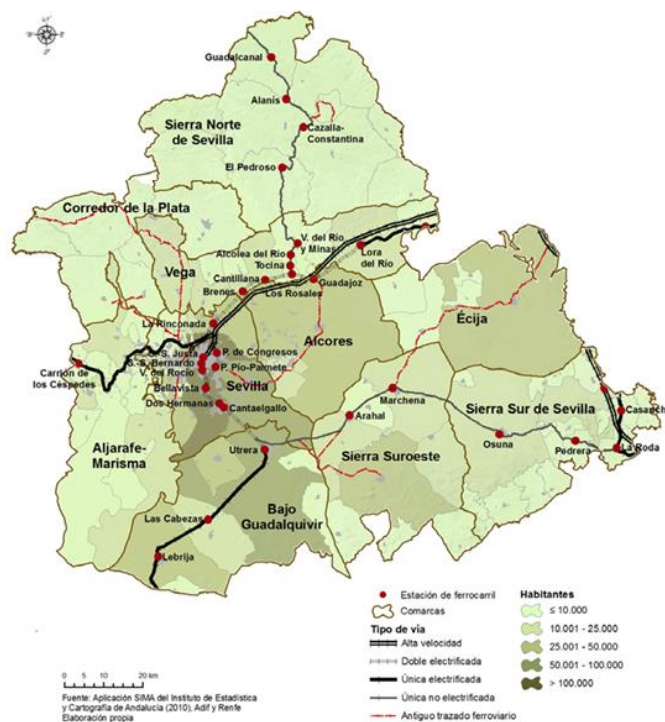 Guadalcanal
Alanís
Cazalla-
Constantina
Sierra Norte
de Sevilla
El Pedroso
Corredor de la Plata
V. del Río
y Minas
Alcolea del Río
Tocina
Lora
del Río
Vega
Cantillana
Guadajoz
Los Rosales
Brenes
Écija
La Rinconada
Alcores
S.-S. Justa
P. de Congresos
S.-S. Bernardo
P. Pío-Palmete
V. del Rocío
Carrión de
los Céspedes
Sevilla
Bellavista
Marchena
Dos Hermanas
Cantaelgallo
Sierra Sur de Sevilla
Arahal
Osuna
Pedrera
La Roda
Aljarafe-
Marisma
Utrera
Sierra Suroeste
Bajo
Guadalquivir
Las Cabezas
Lebrija
Estación de ferrocarril
Comarcas
Tipo de vía
Alta velocidad
Doble electrificada
Única electrificada
Única no electrificada
Antiguo trazado ferroviario
Habitantes
≤ 10.000
10.001 - 25.000
25.001 - 50.000
50.001 - 100.000
> 100.000
0 5 10 20 km
Fuente: Aplicación SIMA del Instituto de Estadística
y Cartografía de Andalucía (2010), Adif y Renfe
Elaboración propia